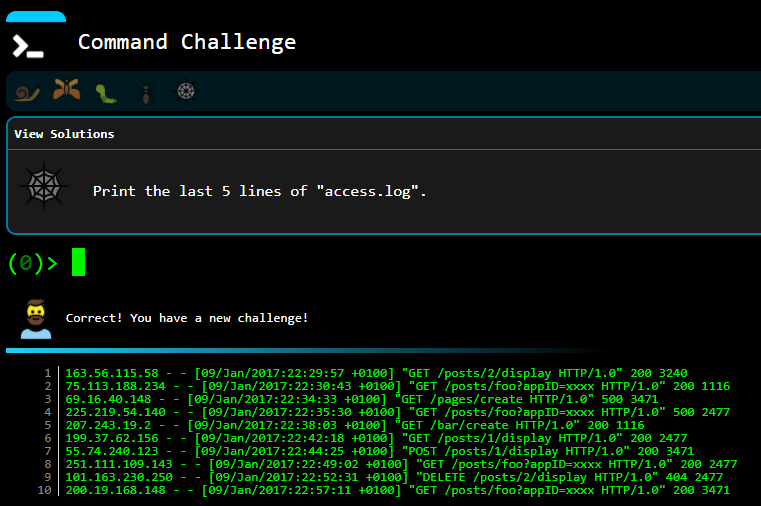 Command Challenge
View Solutions
Print the last 5 lines of "access.log".
(0)>
Correct! You have a new challenge!
1 163.56.115.58 - - [09/Jan/2017:22:29:57 +0100] "GET /posts/2/display HTTP/1.0" 200 3240
2 75.113.188.234 - - [09/Jan/2017:22:30:43 +0100] "GET /posts/foo?appID=xxxx HTTP/1.0" 200 1116
3 69.16.40.148 - - [09/Jan/2017:22:34:33 +0100] "GET /pages/create HTTP/1.0" 500 3471
4 225.219.54.140 - - [09/Jan/2017:22:35:30 +0100] "GET /posts/foo?appID=xxxx HTTP/1.0" 500 2477
5 207.243.19.2 - - [09/Jan/2017:22:38:03 +0100] "GET /bar/create HTTP/1.0" 200 1116
6 199.37.62.156 - - [09/Jan/2017:22:42:18 +0100] "GET /posts/1/display HTTP/1.0" 200 2477
7 55.74.240.123 - - [09/Jan/2017:22:44:25 +0100] "POST /posts/1/display HTTP/1.0" 200 3471
8 251.111.109.143 - - [09/Jan/2017:22:49:02 +0100] "GET /posts/foo?appID=xxxx HTTP/1.0" 200 2477
9 101.163.230.250 - - [09/Jan/2017:22:52:31 +0100] "DELETE /posts/2/display HTTP/1.0" 404 2477
10 200.19.168.148 - - [09/Jan/2017:22:57:11 +0100] "GET /posts/foo?appID=xxxx HTTP/1.0" 200 3471